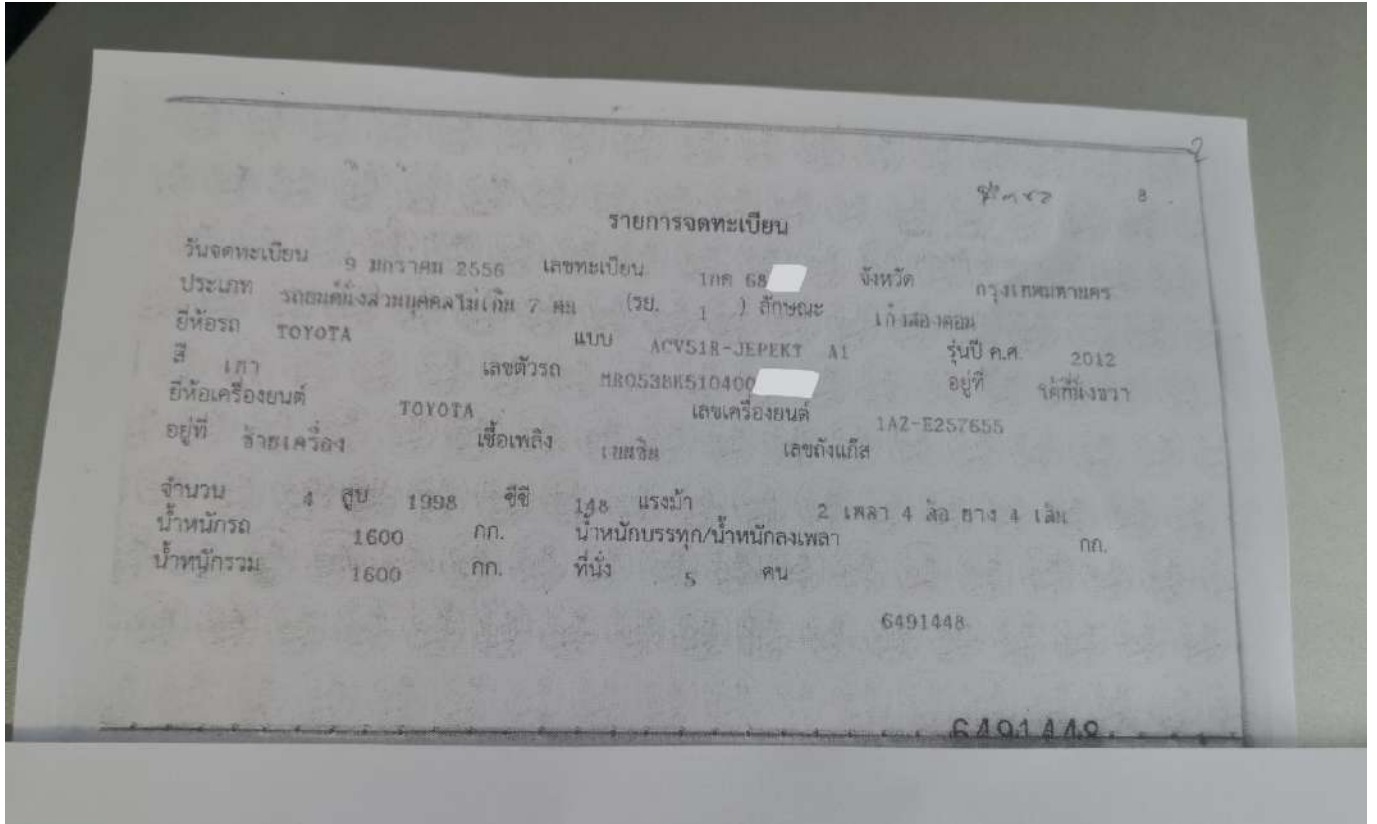 8
รายการจดทะเบียน
วันจดทะเบียน 9 มกราคม 2556 เลขทะเบียน 1กค 68 จังหวัด กรุงเทพมหานคร
ประเภท รถยนต์นั่งส่วนบุคคลไม่เกิน 7 คน (รย. 1 ) ลักษณะ เก๋งสองตอน
ยี่ห้อรถ TOYOTA แบบ ACV51R-JEPEKT A1 รุ่นปี ค.ศ. 2012
สี เทา เลขตัวรถ MR053BK510400 อยู่ที่ ใต้ที่นั่งขวา
ยี่ห้อเครื่องยนต์ TOYOTA เลขเครื่องยนต์ 1AZ-E257655
อยู่ที่ ซ้ายเครื่อง เชื้อเพลิง เบนซิน เลขถังแก๊ส
จำนวน 4 สูบ 1998 ซีซี 148 แรงม้า 2 เพลา 4 ล้อ ยาง 4 เส้น
น้ำหนักรถ 1600 กก. น้ำหนักบรรทุก/น้ำหนักลงเพลา กก.
น้ำหนักรวม 1600 กก. ที่นั่ง 5 คน
6491448
6491448